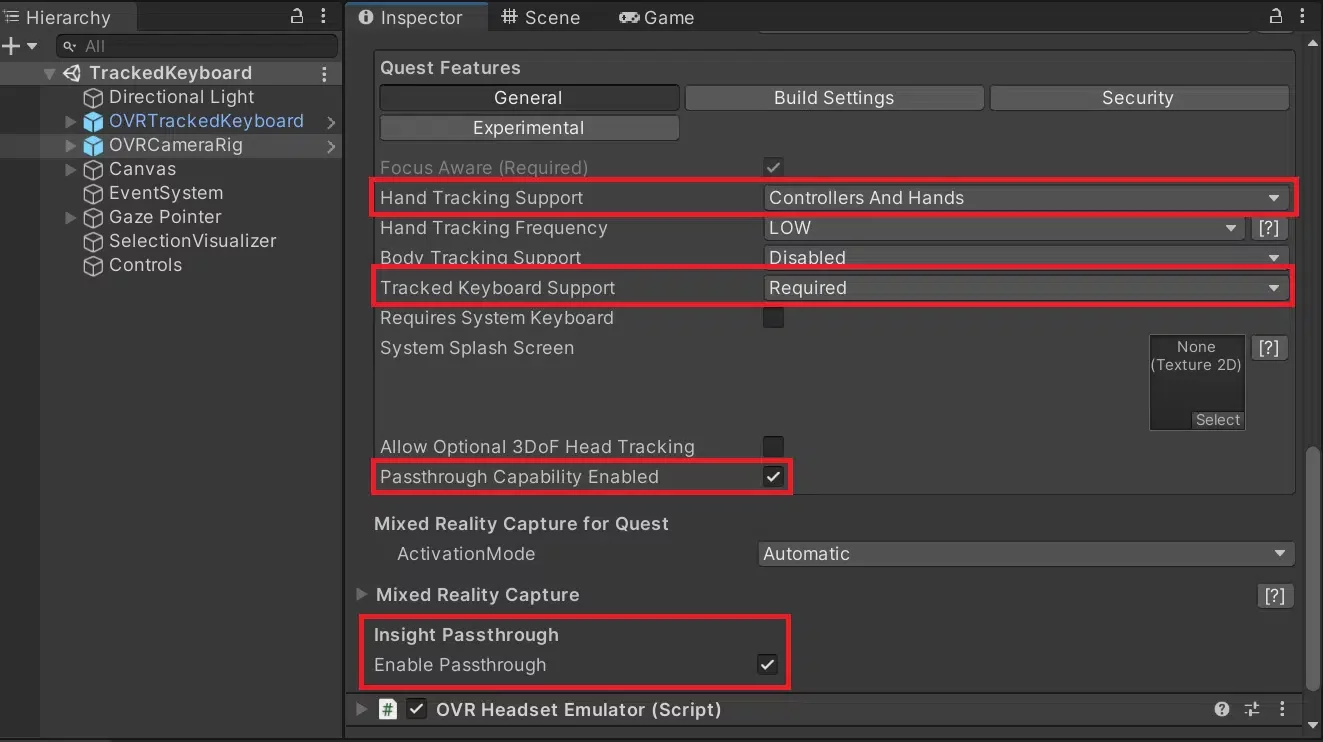 Hierarchy
All
TrackedKeyboard
Directional Light
OVRTrackedKeyboard
OVRCameraRig
Canvas
EventSystem
Gaze Pointer
SelectionVisualizer
Controls
Inspector Scene Game
Quest Features
General Build Settings Security
Experimental
Focus Aware (Required)
Hand Tracking Support Controllers And Hands
Hand Tracking Frequency LOW [?]
Body Tracking Support Disabled
Tracked Keyboard Support Required
Requires System Keyboard
System Splash Screen None [?]
(Texture 2D)
Select
Allow Optional 3DoF Head Tracking
Passthrough Capability Enabled
Mixed Reality Capture for Quest
ActivationMode Automatic
Mixed Reality Capture [?]
Insight Passthrough
Enable Passthrough
# OVR Headset Emulator (Script)